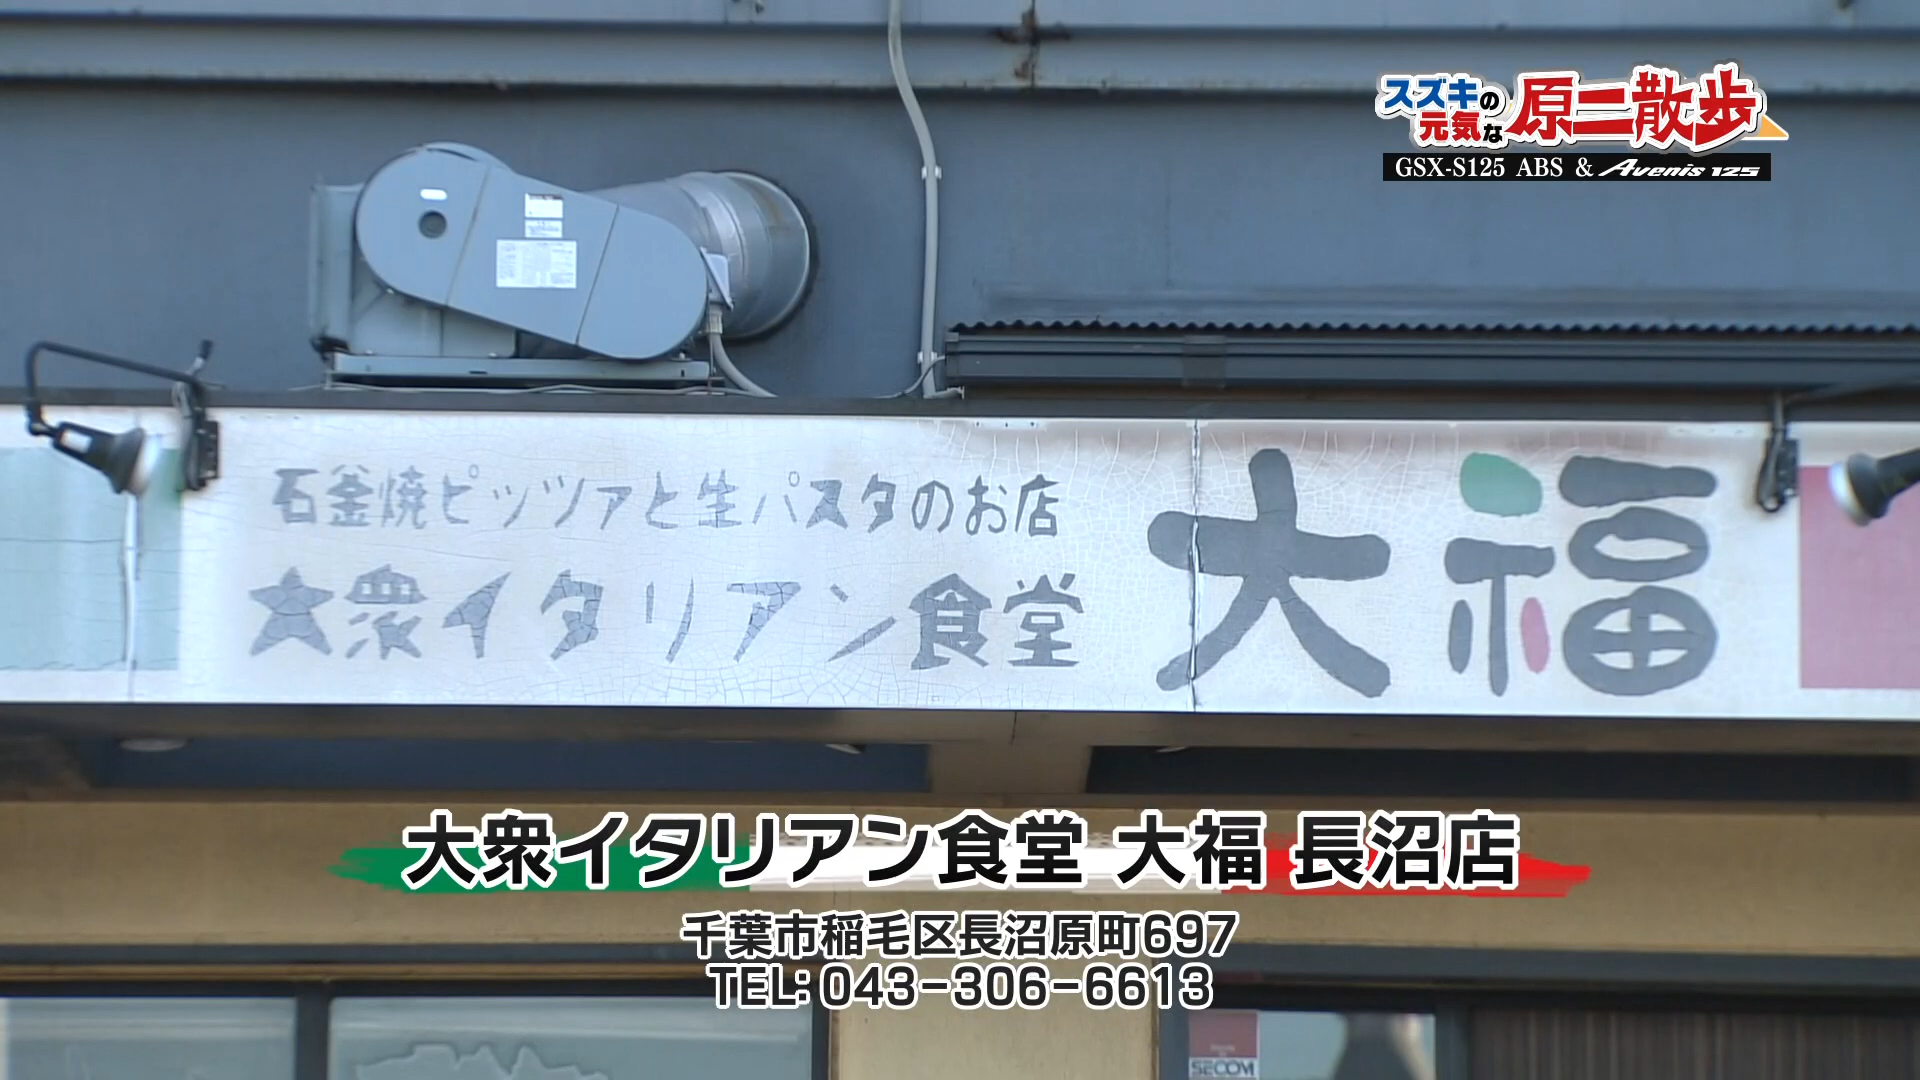 スズキの
元気な
原二散歩
GSX-S125 ABS & Avenis 125
石釜焼ピッツァと生パスタのお店
大衆イタリアン食堂
大福
大衆イタリアン食堂 大福 長沼店
千葉市稲毛区長沼原町697
TEL:043-306-6613
SECOM